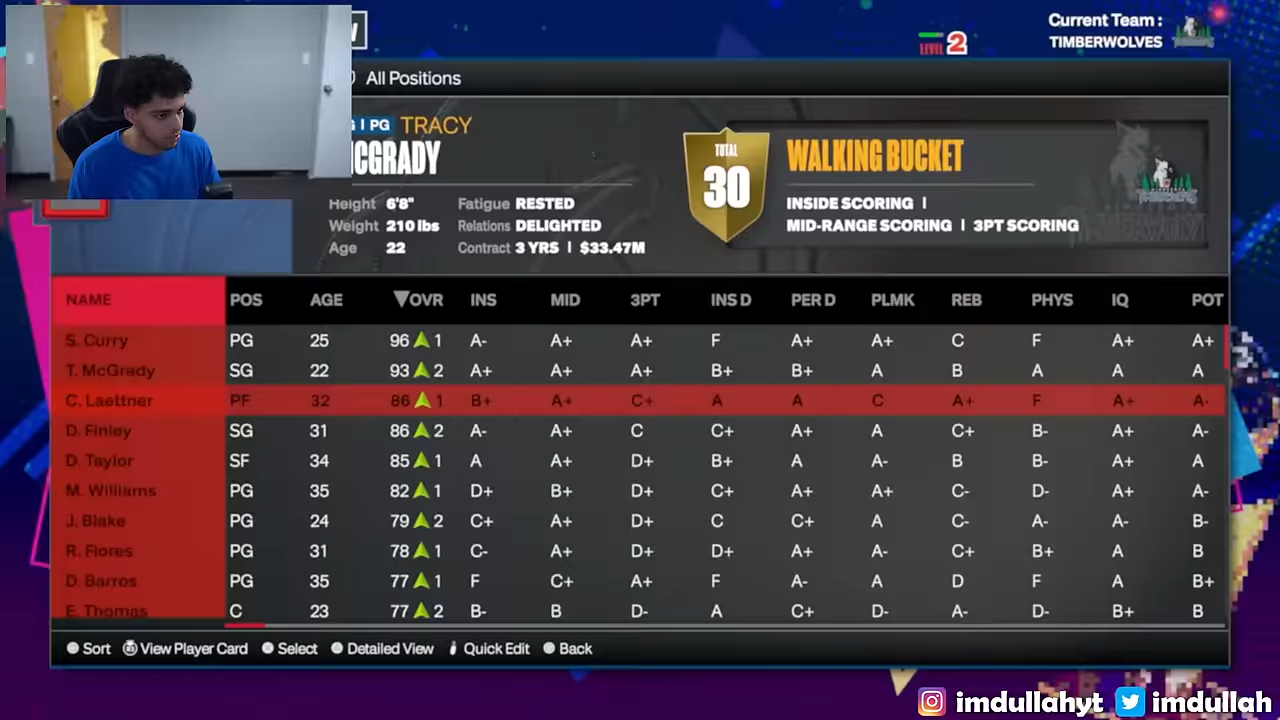 Current Team :
TIMBERWOLVES
LEVEL 2
All Positions
PG TRACY
MCGRADY
Height 6'8"
Weight 210 lbs
Age 22
Fatigue RESTED
Relations DELIGHTED
Contract 3 YRS | $33.47M
TOTAL
30
WALKING BUCKET
INSIDE SCORING |
MID-RANGE SCORING | 3PT SCORING
NAME POS AGE ▼OVR INS MID 3PT INS D PER D PLMK REB PHYS IQ POT
S. Curry PG 25 96 ▲ 1 A- A+ A+ F A+ A+ C F A+ A+
T. McGrady SG 22 93 ▲ 2 A+ A+ A+ B+ B+ A B A A A
C. Laettner PF 32 86 ▲ 1 B+ A+ C+ A A C A+ F A+ A-
D. Finley SG 31 86 ▲ 2 A- A+ C C+ A+ A C+ B- A+ A-
D. Taylor SF 34 85 ▲ 1 A A+ D+ B+ A A- B B- A+ A
M. Williams PG 35 82 ▲ 1 D+ B+ D+ C+ A+ A+ C- D- A+ A-
J. Blake PG 24 79 ▲ 2 C+ A+ D+ C C+ A C- A- A- B-
R. Flores PG 31 78 ▲ 1 C- A+ D+ D+ A+ A- C+ B+ A B
D. Barros PG 35 77 ▲ 1 F C+ A+ F A- A D F A B+
E. Thomas C 23 77 ▲ 2 B- B D- A C+ D- A- D- B+ B
Sort View Player Card Select Detailed View Quick Edit Back
imdullahyt imdullah